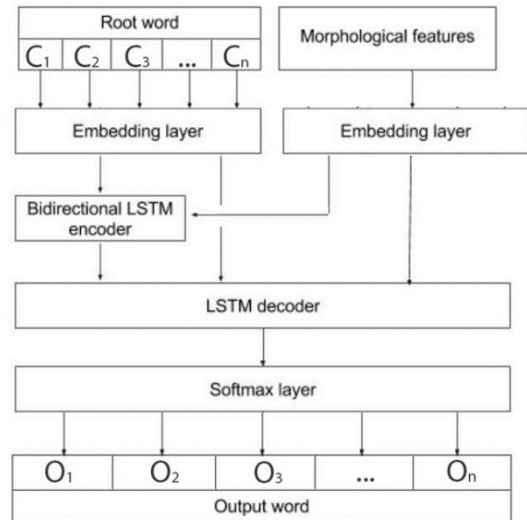 Root word
C1 C2 C3 ... Cn
Morphological features
Embedding layer
Embedding layer
Bidirectional LSTM
encoder
LSTM decoder
Softmax layer
O1 O2 O3 ... On
Output word